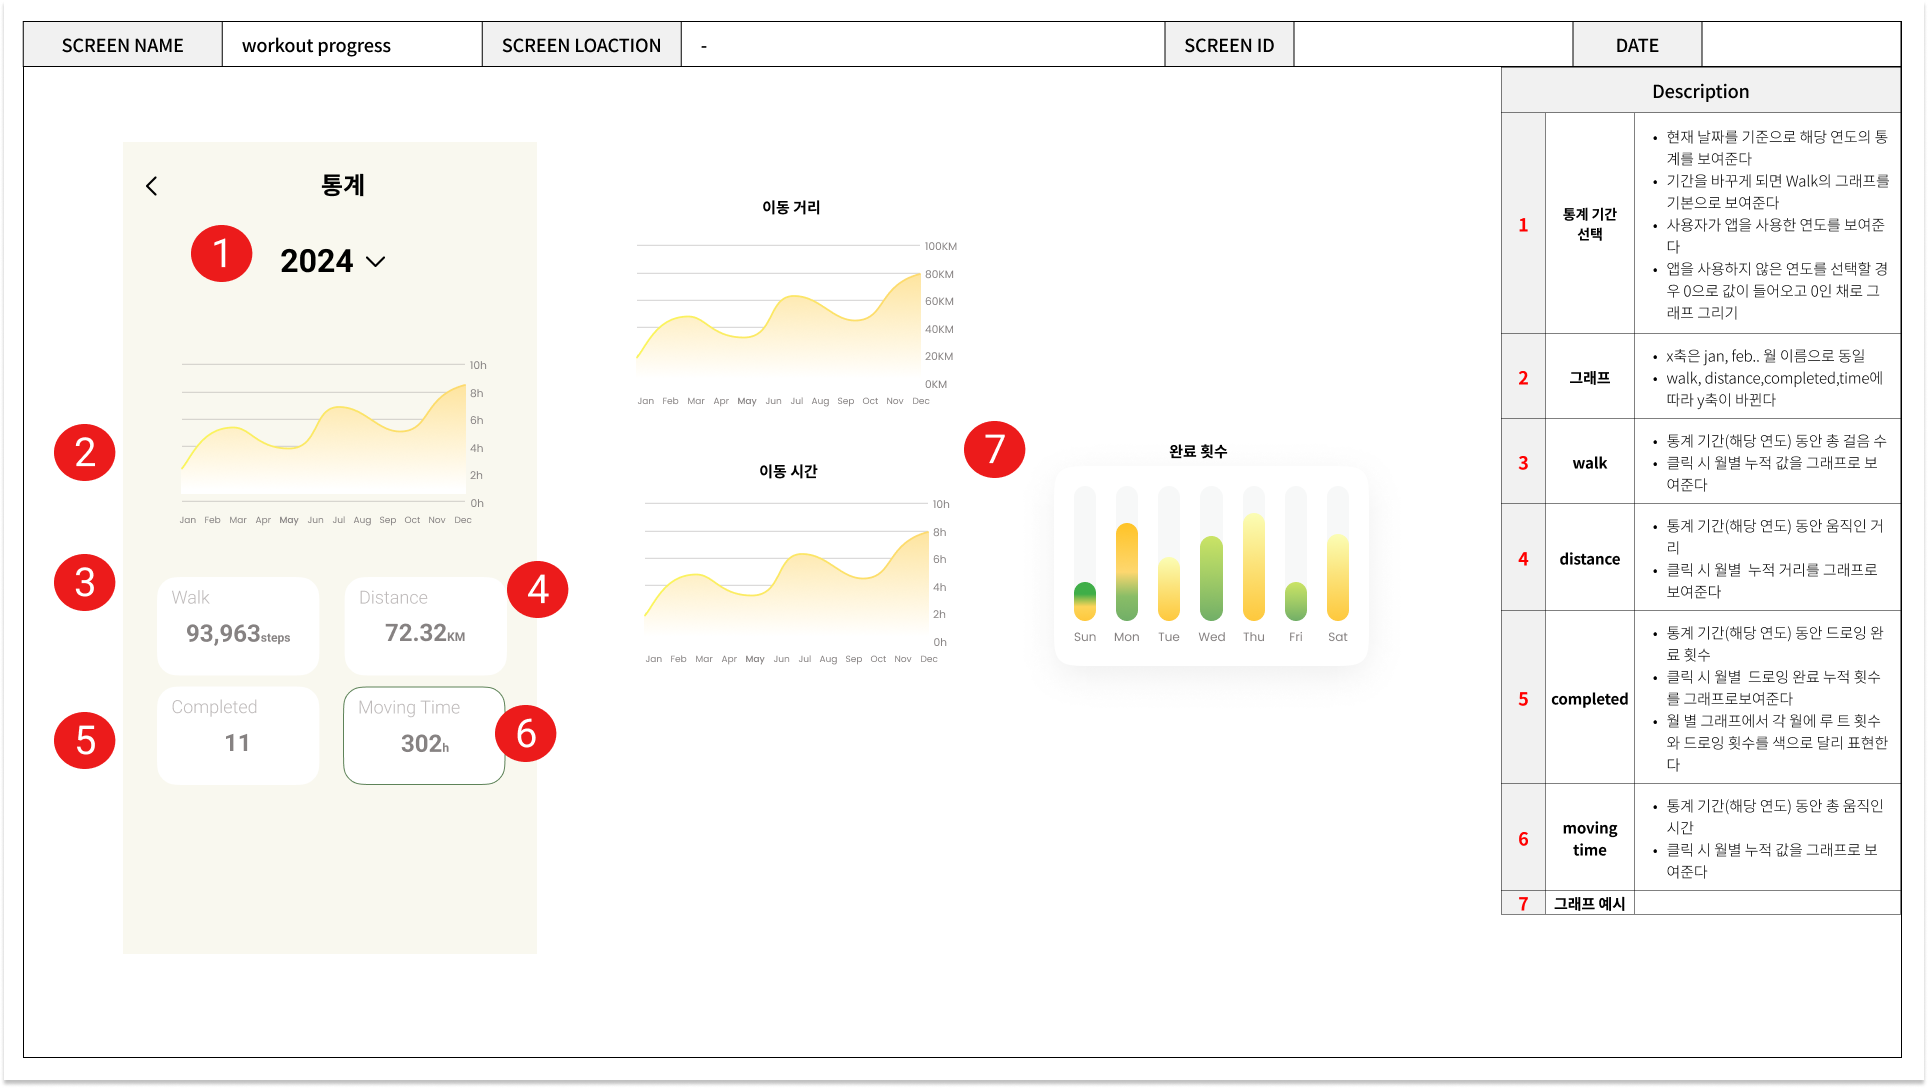 SCREEN NAME
workout progress
SCREEN LOACTION
-
SCREEN ID
DATE
통계
1
2024
2
10h
8h
6h
4h
2h
0h
Jan Feb Mar Apr May Jun Jul Aug Sep Oct Nov Dec
3
Walk
93,963steps
4
Distance
72.32KM
5
Completed
11
6
Moving Time
302h
이동 거리
100KM
80KM
60KM
40KM
20KM
0KM
Jan Feb Mar Apr May Jun Jul Aug Sep Oct Nov Dec
이동 시간
10h
8h
6h
4h
2h
0h
Jan Feb Mar Apr May Jun Jul Aug Sep Oct Nov Dec
7
완료 횟수
Sun Mon Tue Wed Thu Fri Sat
Description
1
통계 기간
선택
• 현재 날짜를 기준으로 해당 연도의 통
계를 보여준다
• 기간을 바꾸게 되면 Walk의 그래프를
기본으로 보여준다
• 사용자가 앱을 사용한 연도를 보여준
다
• 앱을 사용하지 않은 연도를 선택할 경
우 0으로 값이 들어오고 0인 채로 그
래프 그리기
2
그래프
• x축은 jan, feb.. 월 이름으로 동일
• walk, distance,completed,time에
따라 y축이 바뀐다
3
walk
• 통계 기간(해당 연도) 동안 총 걸음 수
• 클릭 시 월별 누적 값을 그래프로 보
여준다
4
distance
• 통계 기간(해당 연도) 동안 움직인 거
리
• 클릭 시 월별 누적 거리를 그래프로
보여준다
5
completed
• 통계 기간(해당 연도) 동안 드로잉 완
료 횟수
• 클릭 시 월별 드로잉 완료 누적 횟수
를 그래프로보여준다
• 월 별 그래프에서 각 월에 루 트 횟수
와 드로잉 횟수를 색으로 달리 표현한
다
6
moving
time
• 통계 기간(해당 연도) 동안 총 움직인
시간
• 클릭 시 월별 누적 값을 그래프로 보
여준다
7
그래프 예시